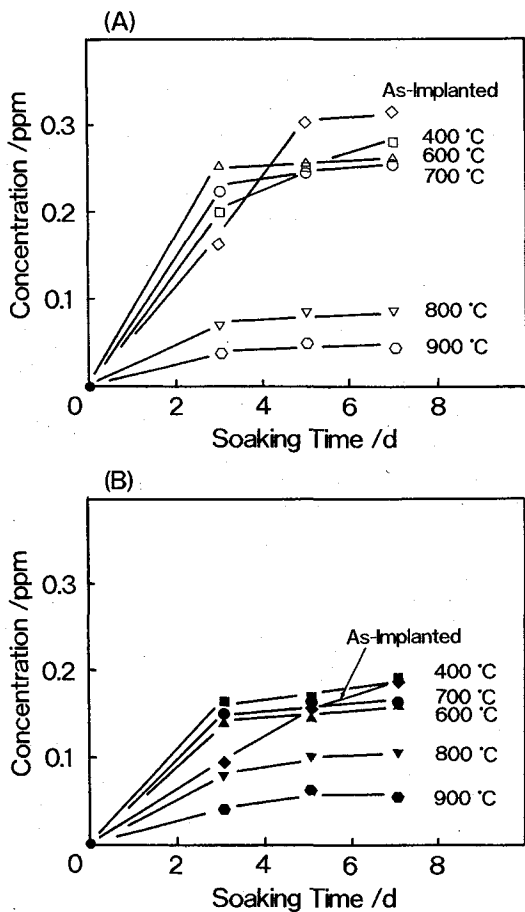 (A)
As-Implanted
0.3
400 °C
600 °C
700 °C
0.2
Concentration /ppm
0.1
800 °C
900 °C
0
2
4
6
8
Soaking Time /d
(B)
0.3
As-Implanted
400 °C
0.2
700 °C
600 °C
Concentration /ppm
0.1
800 °C
900 °C
0
2
4
6
8
Soaking Time /d